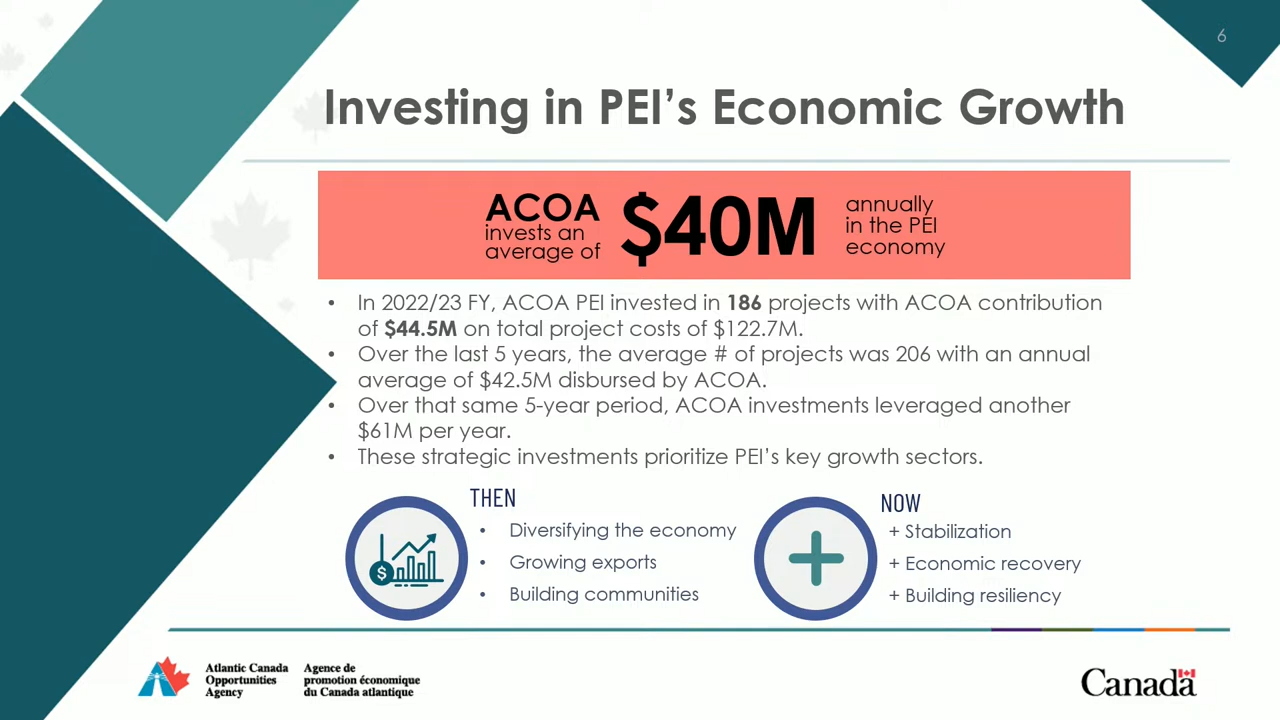 6
Investing in PEI's Economic Growth
ACOA
invests an
average of
$40M
annually
in the PEI
economy
• In 2022/23 FY, ACOA PEI invested in 186 projects with ACOA contribution
of $44.5M on total project costs of $122.7M.
• Over the last 5 years, the average # of projects was 206 with an annual
average of $42.5M disbursed by ACOA.
• Over that same 5-year period, ACOA investments leveraged another
$61M per year.
• These strategic investments prioritize PEI's key growth sectors.
THEN
• Diversifying the economy
• Growing exports
• Building communities
$
NOW
+ Stabilization
+ Economic recovery
+ Building resiliency
Atlantic Canada
Opportunities
Agency
Agence de
promotion économique
du Canada atlantique
Canada